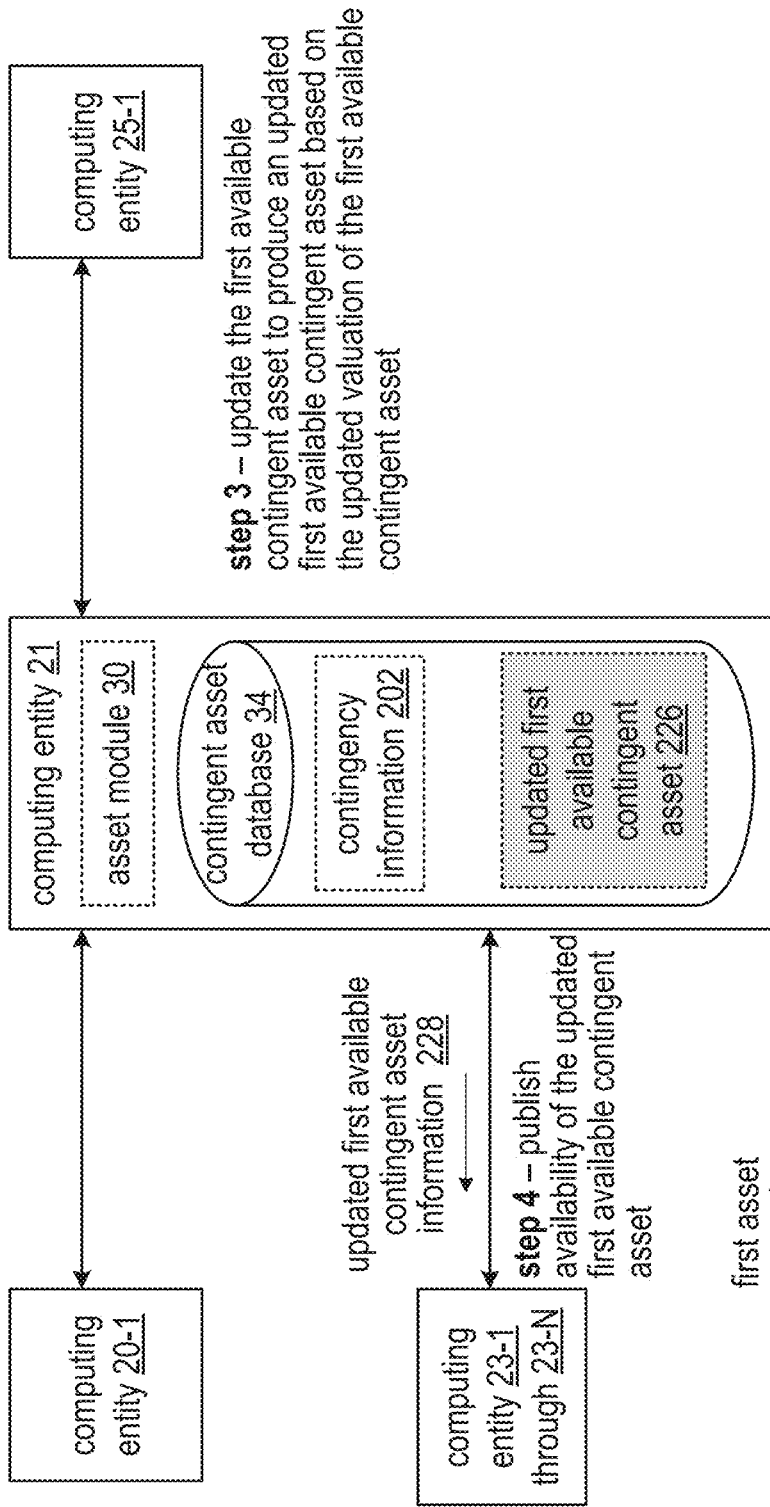 computing
entity 20-1
computing entity 21
asset module 30
contingent asset
database 34
contingency
information 202
updated first
available
contingent
asset 226
computing
entity 25-1
step 3 – update the first available
contingent asset to produce an updated
first available contingent asset based on
the updated valuation of the first available
contingent asset
updated first available
contingent asset
information 228
computing
entity 23-1
through 23-N
step 4 – publish
availability of the updated
first available contingent
asset
first asset